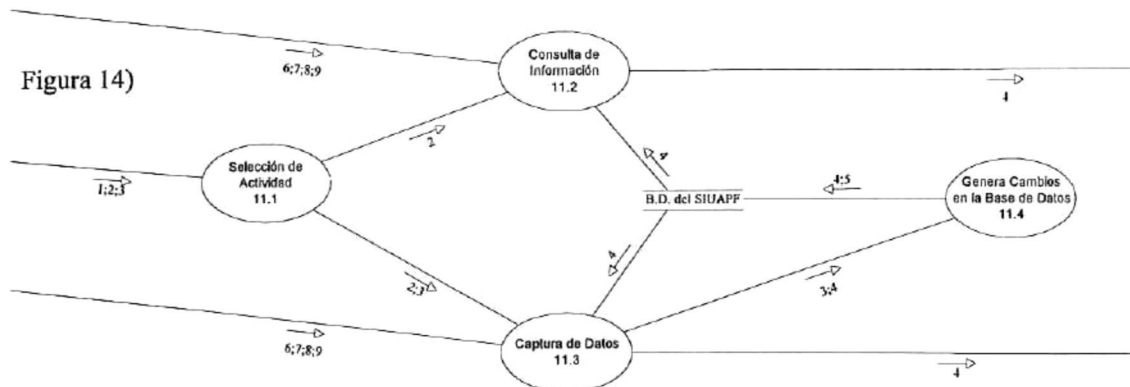 Figura 14)
6;7;8;9
Consulta de
Información
11.2
4
2
Selección de
Actividad
11.1
1;2;3
4
B.D. del SIUAPF
4;5
Genera Cambios
en la Base de Datos
11.4
4
2;3
3;4
6;7;8;9
Captura de Datos
11.3
4